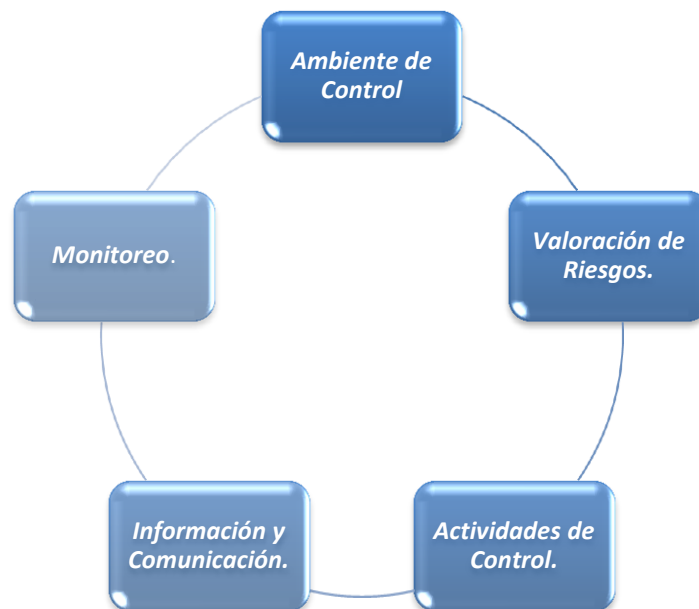 Ambiente de
Control
Valoración de
Riesgos.
Actividades de
Control.
Información y
Comunicación.
Monitoreo.